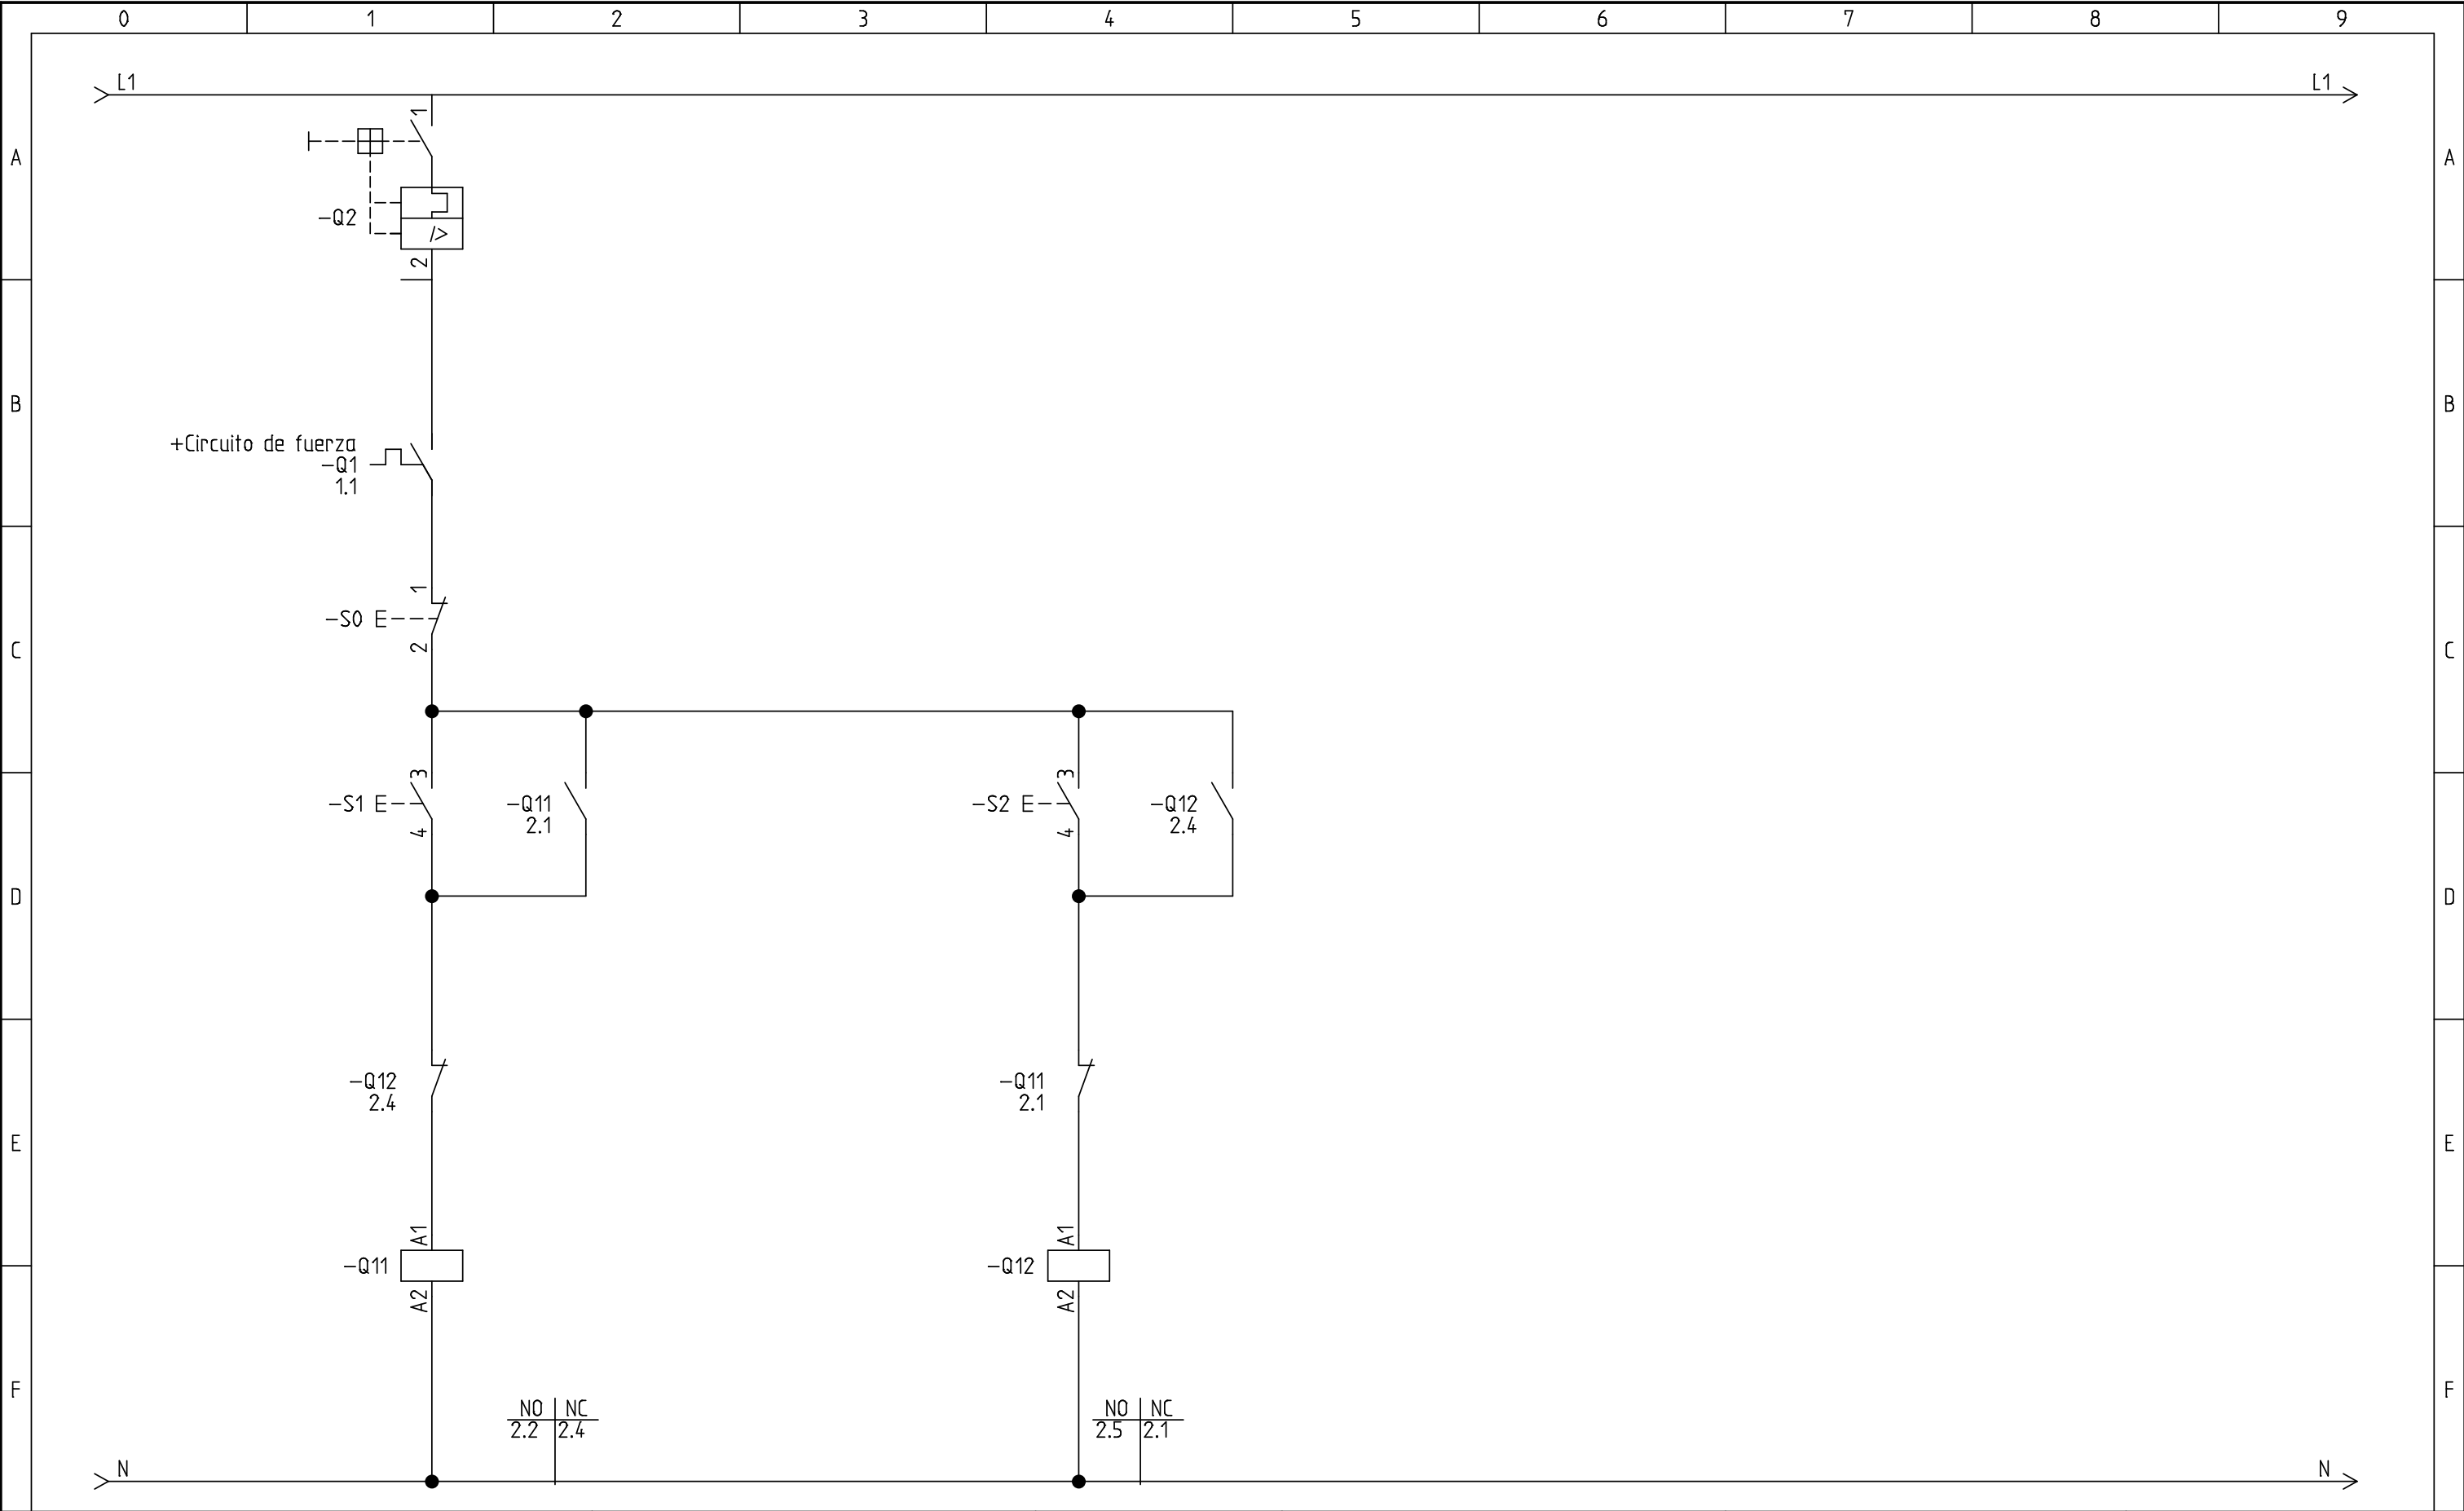 0 1 2 3 4 5 6 7 8 9
L1 L1
1
A A
-Q2
/>
2
B B
+Circuito de fuerza
-Q1
1.1
1
-S0
2
C C
3 3
-S1 -Q11 -S2 -Q12
2.1 2.4
4 4
D D
-Q12 -Q11
2.4 2.1
E E
A1 A1
-Q11 -Q12
A2 A2
F F
NO NC NO NC
2.2 2.4 2.5 2.1
N N